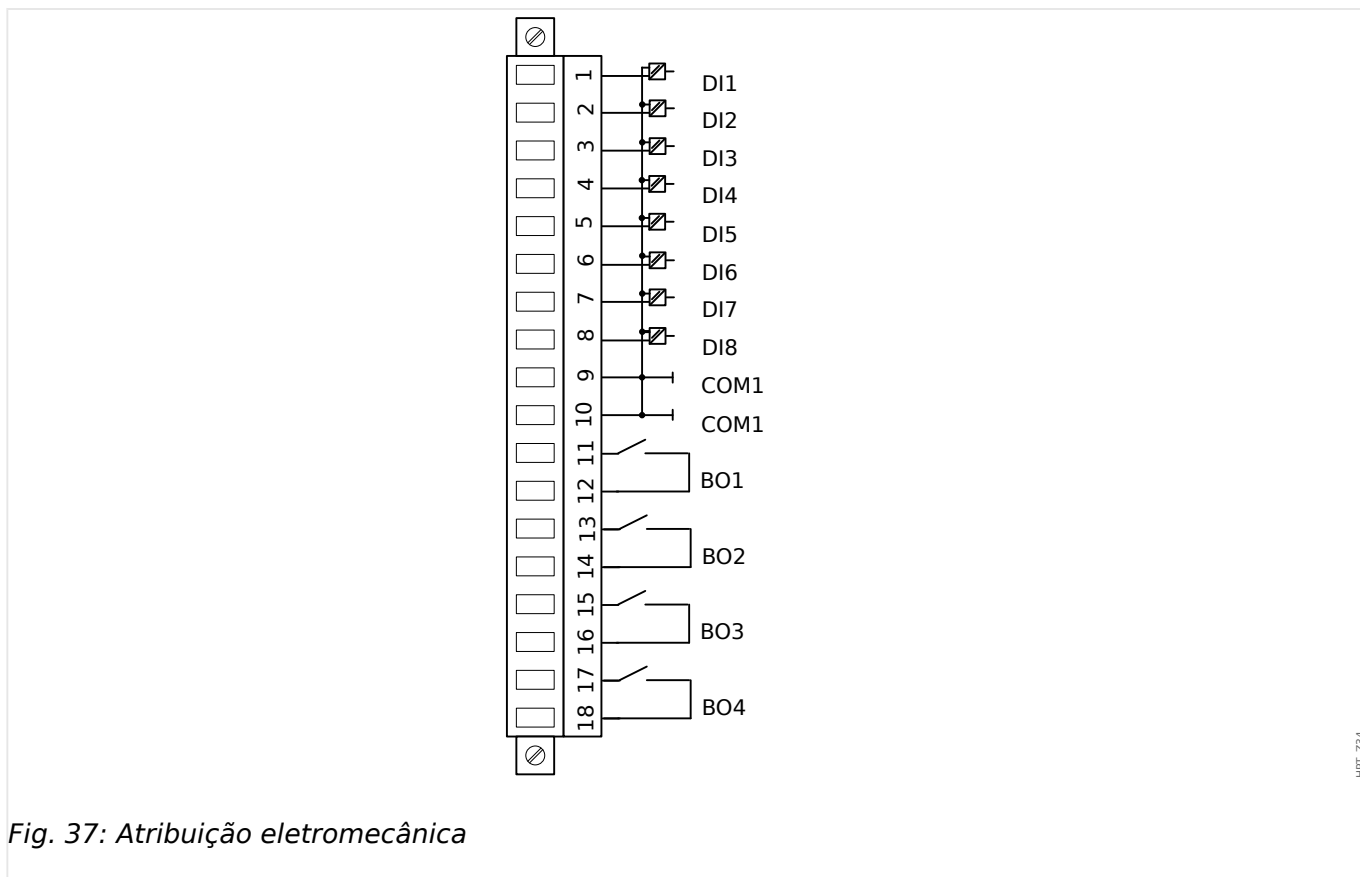 1 DI1
2 DI2
3 DI3
4 DI4
5 DI5
6 DI6
7 DI7
8 DI8
9 COM1
10 COM1
11
BO1
12
13
BO2
14
15
BO3
16
17
BO4
18
Fig. 37: Atribuição eletromecânica